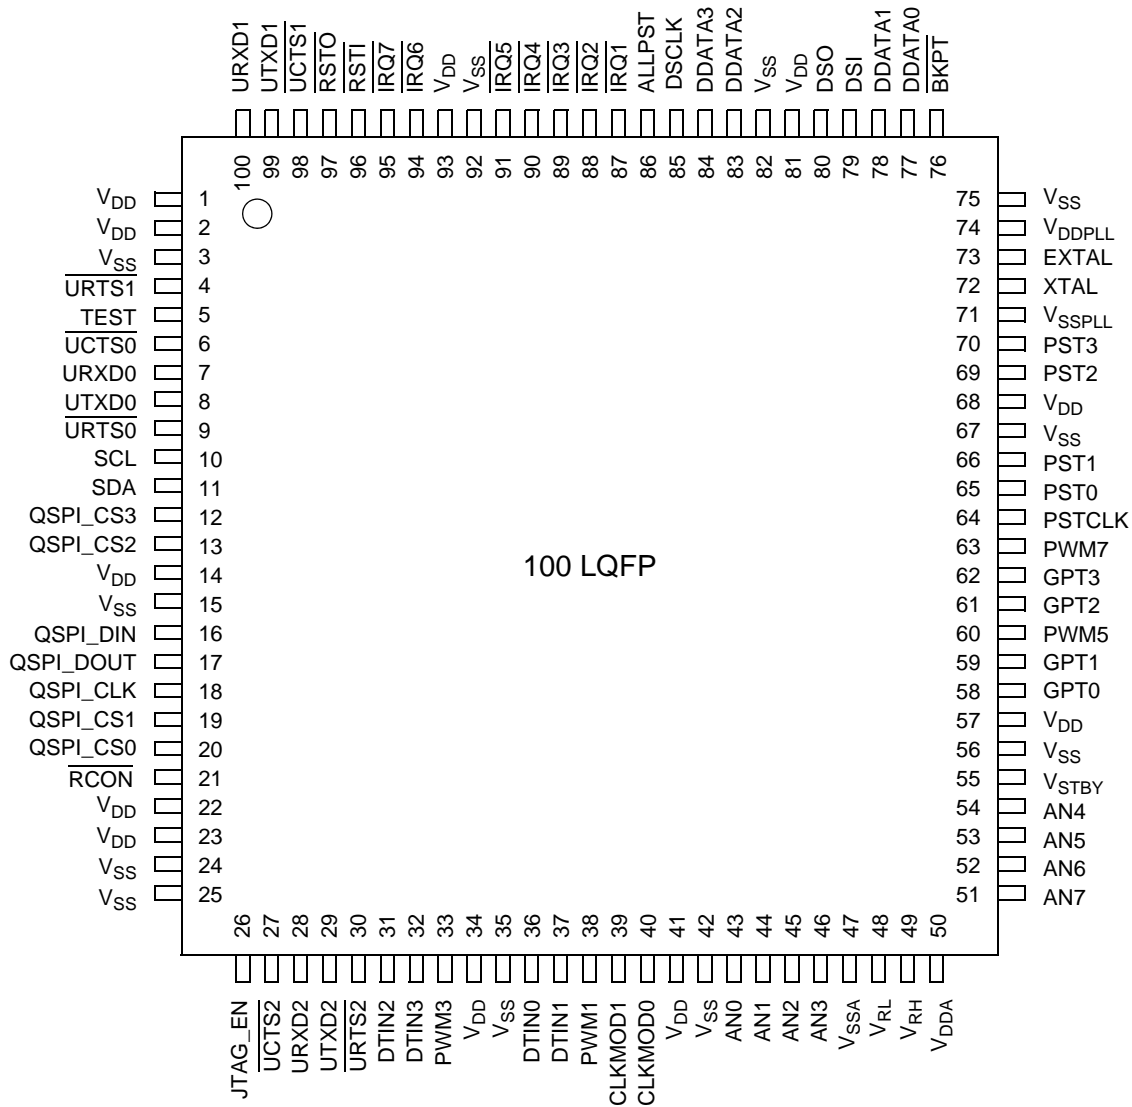 URXD1
UTXD1
UCTS1
RSTO
RSTI
IRQ7
IRQ6
VDD
VSS
IRQ5
IRQ4
IRQ3
IRQ2
IRQ1
ALLPST
DSCLK
DDATA3
DDATA2
VSS
VDD
DSO
DSI
DDATA1
DDATA0
BKPT
100
99
98
97
96
95
94
93
92
91
90
89
88
87
86
85
84
83
82
81
80
79
78
77
76
VDD 1
VDD 2
VSS 3
URTS1 4
TEST 5
UCTS0 6
URXD0 7
UTXD0 8
URTS0 9
SCL 10
SDA 11
QSPI_CS3 12
QSPI_CS2 13
VDD 14
VSS 15
QSPI_DIN 16
QSPI_DOUT 17
QSPI_CLK 18
QSPI_CS1 19
QSPI_CS0 20
RCON 21
VDD 22
VDD 23
VSS 24
VSS 25
100 LQFP
75 VSS
74 VDDPLL
73 EXTAL
72 XTAL
71 VSSPLL
70 PST3
69 PST2
68 VDD
67 VSS
66 PST1
65 PST0
64 PSTCLK
63 PWM7
62 GPT3
61 GPT2
60 PWM5
59 GPT1
58 GPT0
57 VDD
56 VSS
55 VSTBY
54 AN4
53 AN5
52 AN6
51 AN7
26
27
28
29
30
31
32
33
34
35
36
37
38
39
40
41
42
43
44
45
46
47
48
49
50
JTAG_EN
UCTS2
URXD2
UTXD2
URTS2
DTIN2
DTIN3
PWM3
VDD
VSS
DTIN0
DTIN1
PWM1
CLKMOD1
CLKMOD0
VDD
VSS
AN0
AN1
AN2
AN3
VSSA
VRL
VRH
VDDA